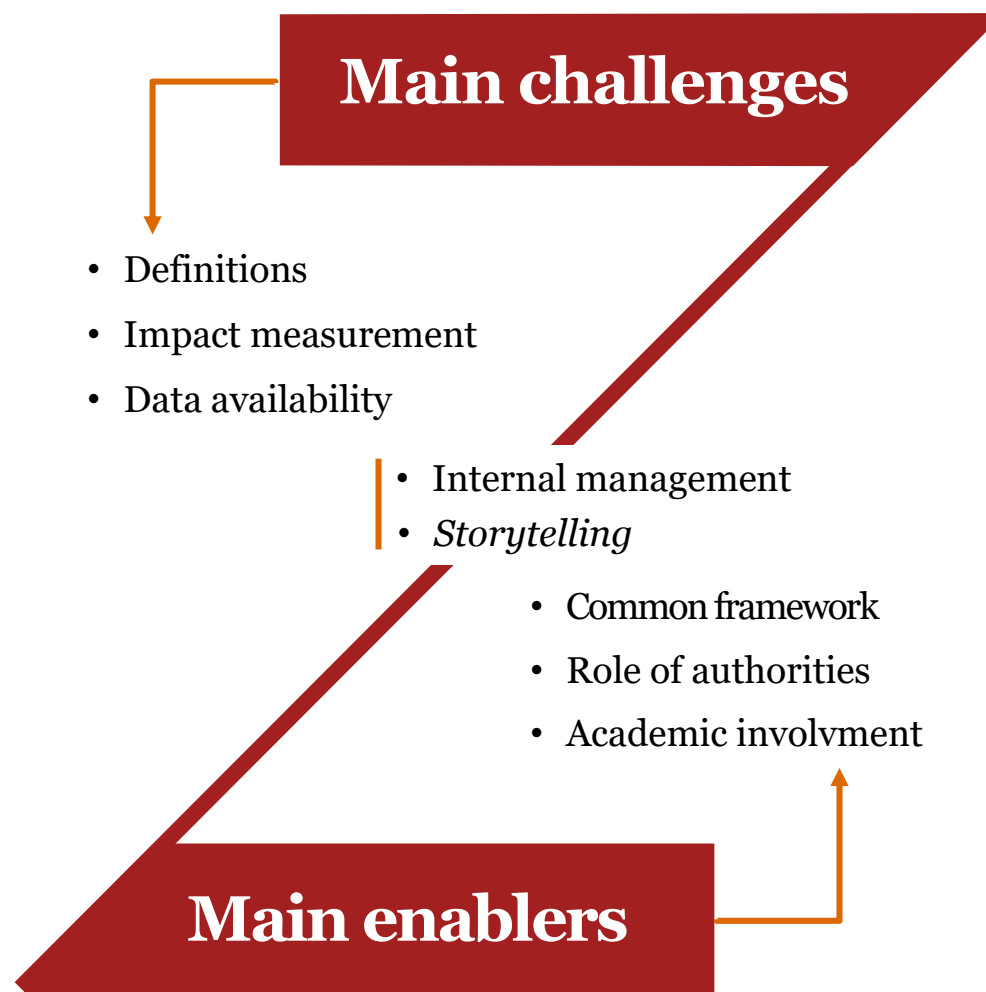 Main challenges
• Definitions
• Impact measurement
• Data availability
• Internal management
• Storytelling
• Common framework
• Role of authorities
• Academic involvment
Main enablers